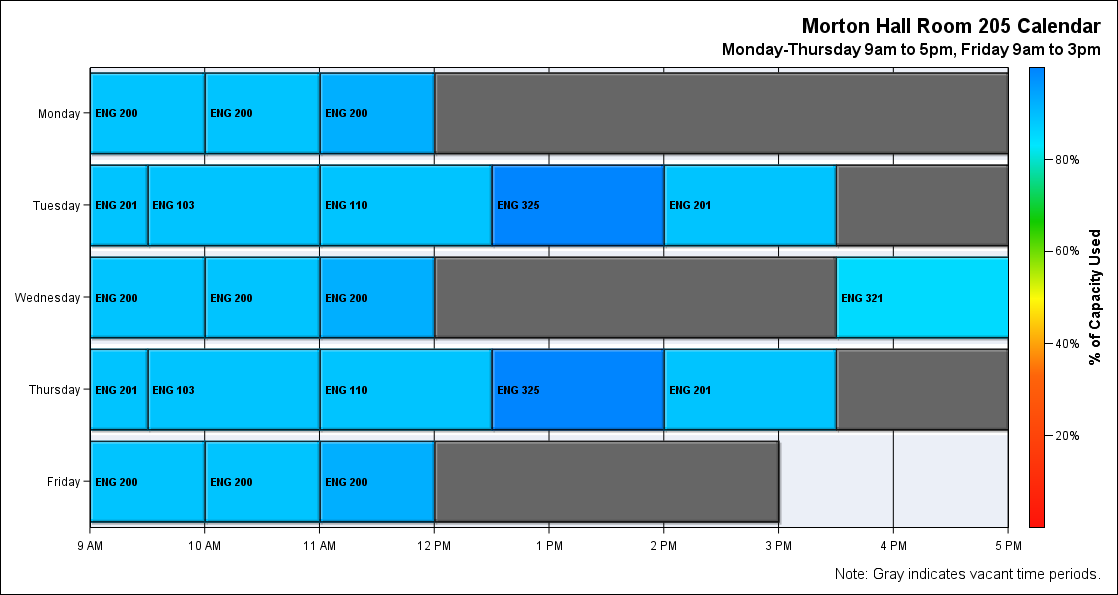 Morton Hall Room 205 Calendar
Monday-Thursday 9am to 5pm, Friday 9am to 3pm
Monday ENG 200 ENG 200 ENG 200
Tuesday ENG 201 ENG 103 ENG 110 ENG 325 ENG 201
Wednesday ENG 200 ENG 200 ENG 200 ENG 321
Thursday ENG 201 ENG 103 ENG 110 ENG 325 ENG 201
Friday ENG 200 ENG 200 ENG 200
9 AM 10 AM 11 AM 12 PM 1 PM 2 PM 3 PM 4 PM 5 PM
80%
60%
40%
20%
% of Capacity Used
Note: Gray indicates vacant time periods.